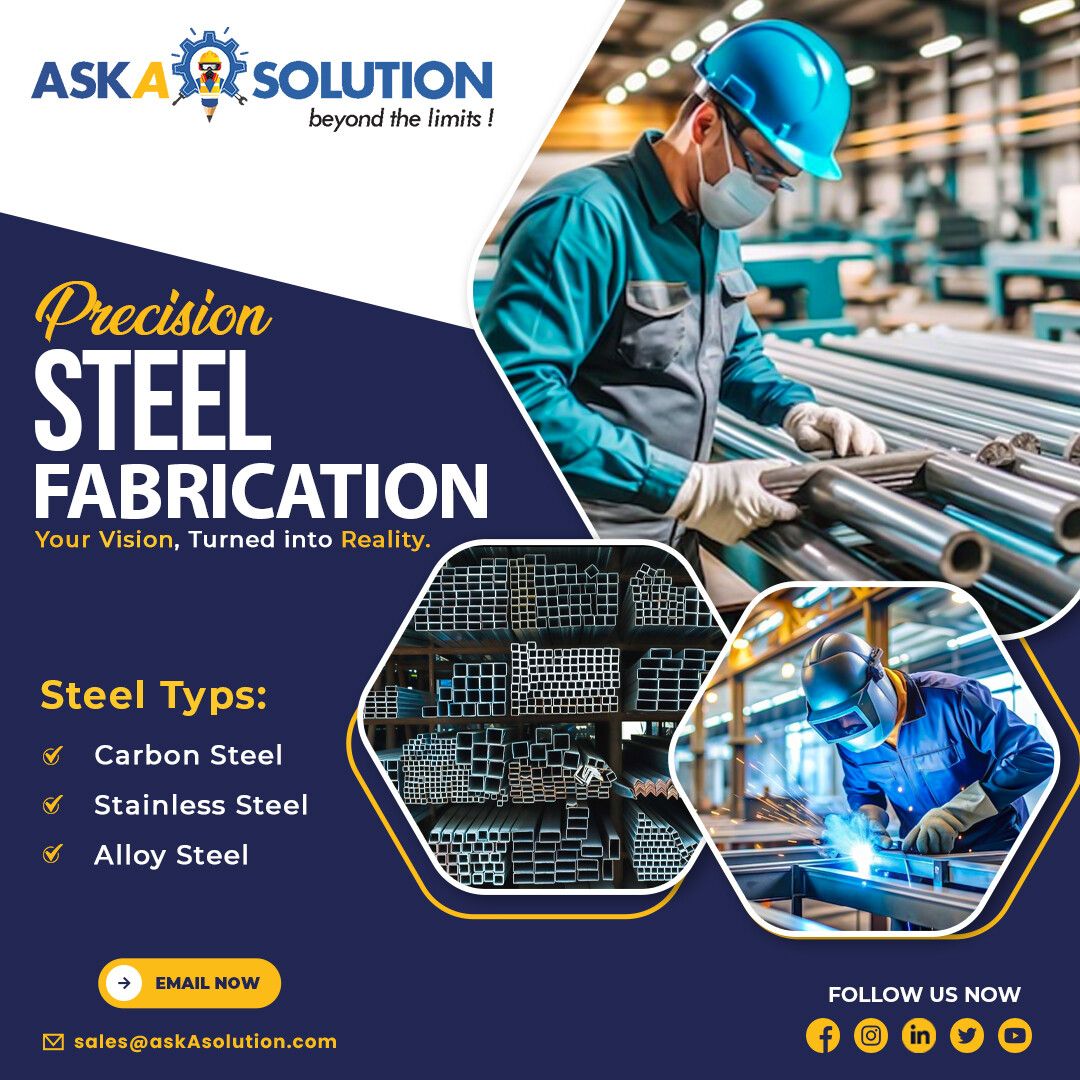 ASK A SOLUTION
beyond the limits !
Precision
STEEL
FABRICATION
Your Vision, Turned into Reality.
Steel Typs:
Carbon Steel
Stainless Steel
Alloy Steel
EMAIL NOW
sales@askAsolution.com
FOLLOW US NOW